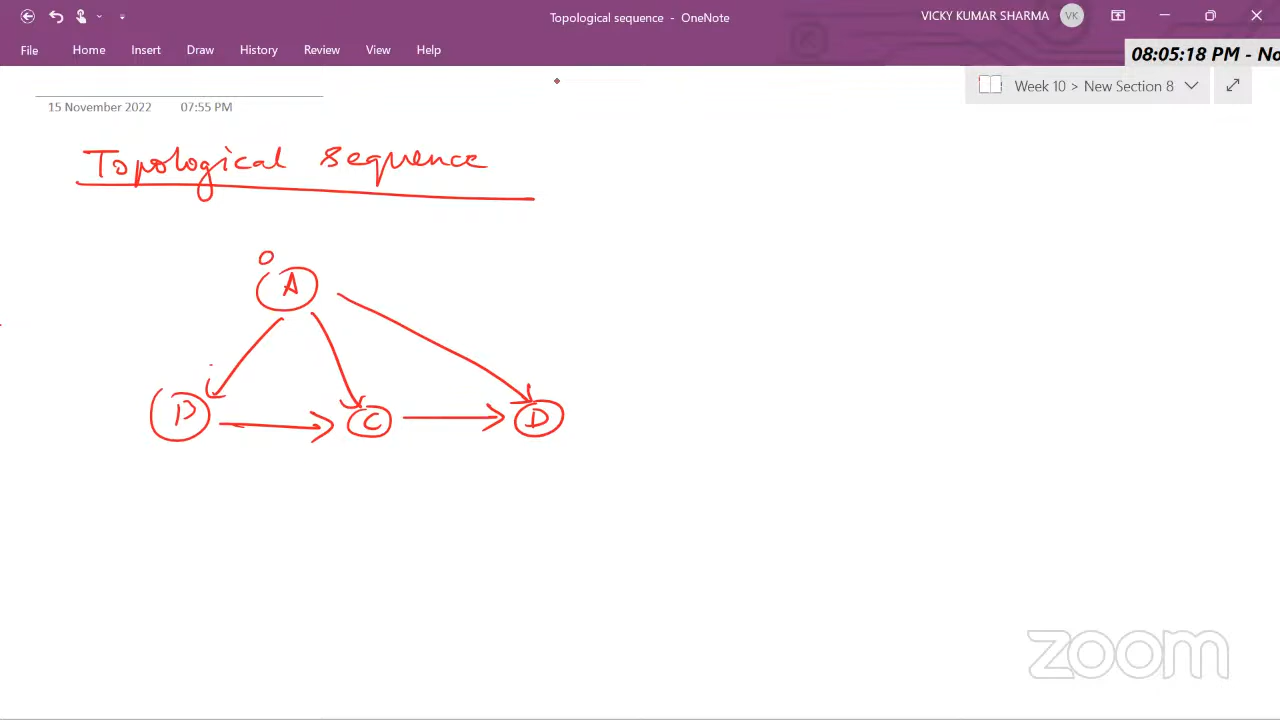 Topological sequence - OneNote
VICKY KUMAR SHARMA VK
File Home Insert Draw History Review View Help
08:05:18 PM - No
Week 10 > New Section 8
15 November 2022 07:55 PM
Topological sequence
0
A
B C D
zoom